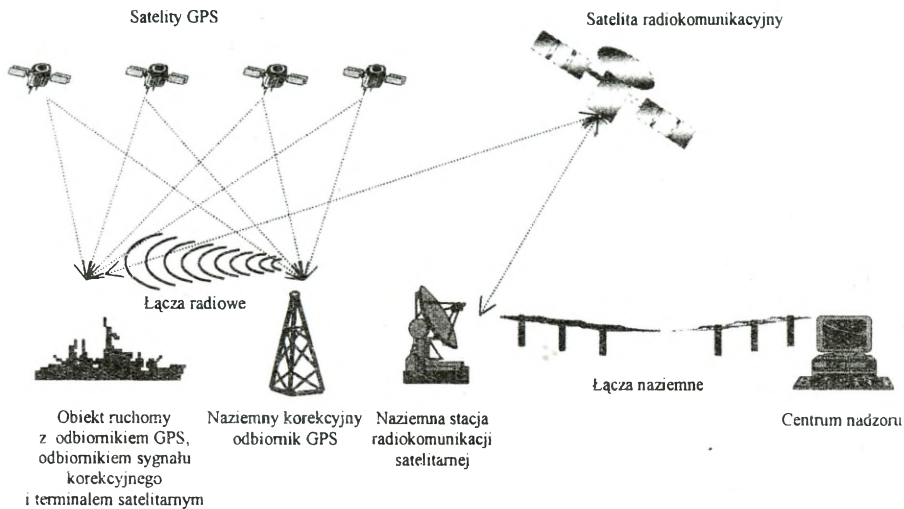 Satelity GPS
Satelita radiokomunikacyjny
Łącza radiowe
Łącza naziemne
Obiekt ruchomy
z odbiornikiem GPS,
odbiornikiem sygnału
korekcyjnego
i terminalem satelitarnym
Naziemny korekcyjny
odbiornik GPS
Naziemna stacja
radiokomunikacji
satelitarnej
Centrum nadzoru